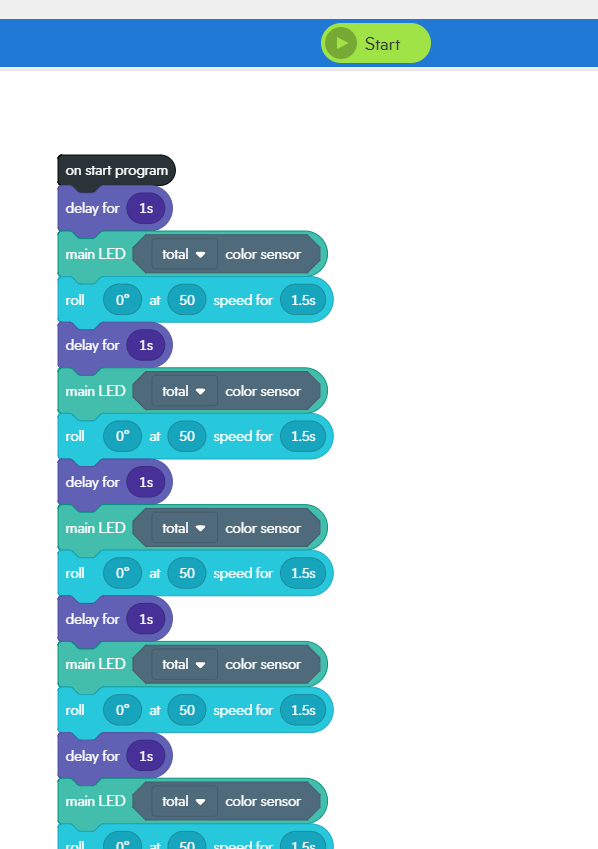 Start
on start program
delay for 1s
main LED total color sensor
roll 0° at 50 speed for 1.5s
delay for 1s
main LED total color sensor
roll 0° at 50 speed for 1.5s
delay for 1s
main LED total color sensor
roll 0° at 50 speed for 1.5s
delay for 1s
main LED total color sensor
roll 0° at 50 speed for 1.5s
delay for 1s
main LED total color sensor
roll 0° at 50 speed for 1.5s